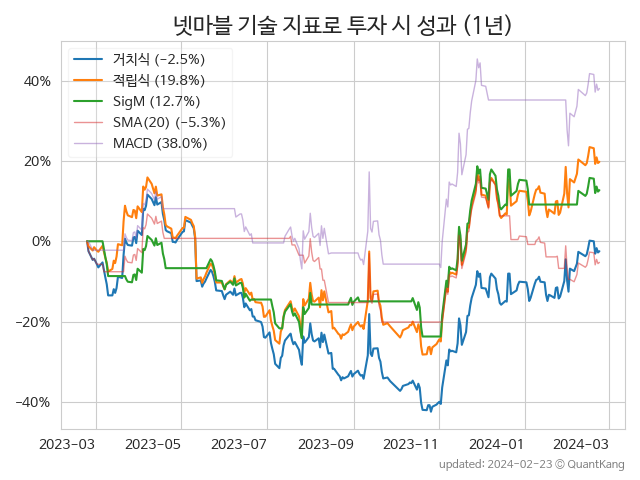 넷마블 기술 지표로 투자 시 성과 (1년)
거치식 (−2.5%)
적립식 (19.8%)
SigM (12.7%)
SMA(20) (−5.3%)
MACD (38.0%)
40%
20%
0%
−20%
−40%
2023-03 2023-05 2023-07 2023-09 2023-11 2024-01 2024-03
updated: 2024-02-23 © QuantKang